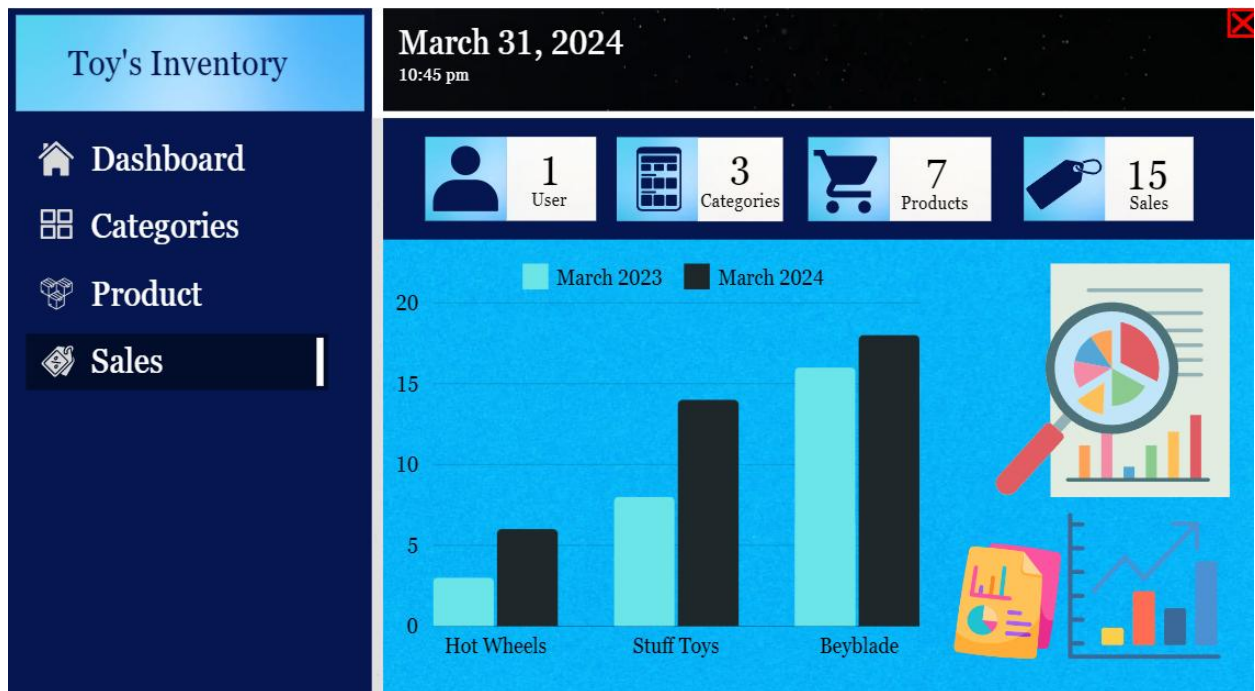 Toy's Inventory
Dashboard
Categories
Product
Sales
March 31, 2024
10:45 pm
1
User
3
Categories
7
Products
15
Sales
March 2023
March 2024
20
15
10
5
0
Hot Wheels
Stuff Toys
Beyblade